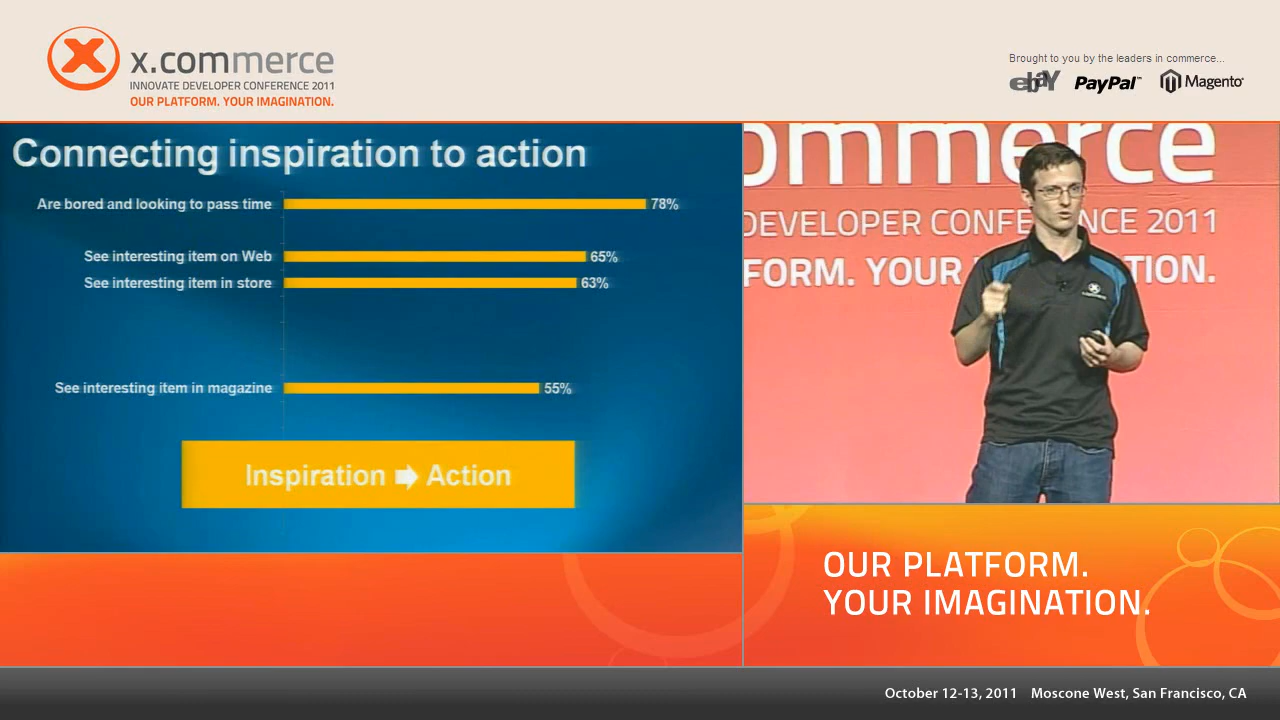 x.commerce
INNOVATE DEVELOPER CONFERENCE 2011
OUR PLATFORM. YOUR IMAGINATION.
Brought to you by the leaders in commerce...
ebaY PayPal™ Magento®
Connecting inspiration to action
Are bored and looking to pass time 78%
See interesting item on Web 65%
See interesting item in store 63%
See interesting item in magazine 55%
Inspiration Action
ommerce
DEVELOPER CONFE NCE 2011
FORM. YOUR TION.
OUR PLATFORM.
YOUR IMAGINATION.
October 12-13, 2011 Moscone West, San Francisco, CA